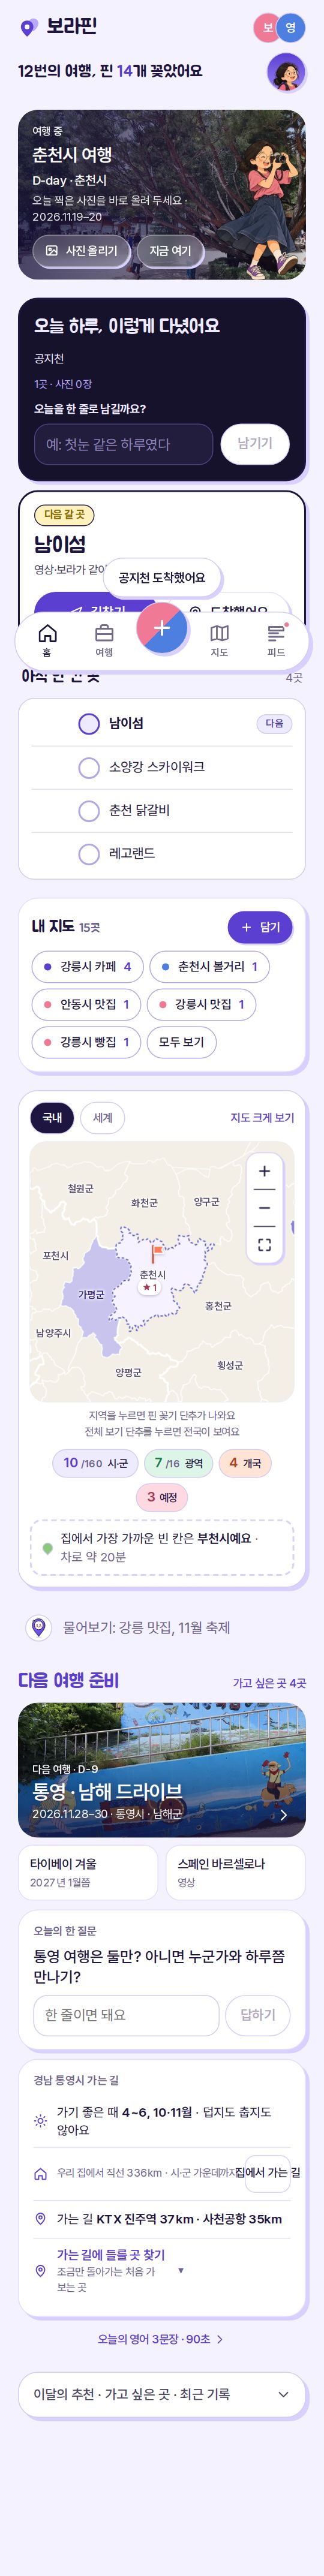 보라핀
보 영
12번의 여행, 핀 14개 꽂았어요
여행 중
춘천시 여행
D-day · 춘천시
오늘 찍은 사진을 바로 올려 두세요 ·
2026.11.19–20
사진 올리기 지금 여기
오늘 하루, 이렇게 다녔어요
공지천
1곳 · 사진 0장
오늘을 한 줄로 남길까요?
예: 첫눈 같은 하루였다 남기기
다음 갈 곳
남이섬
영상·보라가 같이
공지천 도착했어요
길찾기 도착했어요
홈 여행 지도 피드
아직 안 간 곳 4곳
남이섬 다음
소양강 스카이워크
춘천 닭갈비
레고랜드
내 지도 15곳 + 담기
강릉시 카페 4 춘천시 볼거리 1
안동시 맛집 1 강릉시 맛집 1
강릉시 빵집 1 모두 보기
국내 세계 지도 크게 보기
철원군
화천군 양구군
포천시
춘천시
★ 1
가평군
홍천군
남양주시
양평군 횡성군
지역을 누르면 핀 꽂기 단추가 나와요
전체 보기 단추를 누르면 전국이 보여요
10 /160 시·군 7 /16 광역 4 개국
3 예정
집에서 가장 가까운 빈 칸은 부천시예요 ·
차로 약 20분
물어보기: 강릉 맛집, 11월 축제
다음 여행 준비 가고 싶은 곳 4곳
다음 여행 · D-9
통영 · 남해 드라이브
2026.11.28–30 · 통영시 · 남해군
타이베이 겨울 스페인 바르셀로나
2027년 1월쯤 영상
오늘의 한 질문
통영 여행은 둘만? 아니면 누군가와 하루쯤
만나기?
한 줄이면 돼요 답하기
경남 통영시 가는 길
가기 좋은 때 4~6, 10·11월 · 덥지도 춥지도
않아요
우리 집에서 직선 336km · 시·군 가운데까지 집에서 가는 길
가는 길 KTX 진주역 37km · 사천공항 35km
가는 길에 들를 곳 찾기
조금만 돌아가는 처음 가
보는 곳 ▼
오늘의 영어 3문장 · 90초
이달의 추천 · 가고 싶은 곳 · 최근 기록